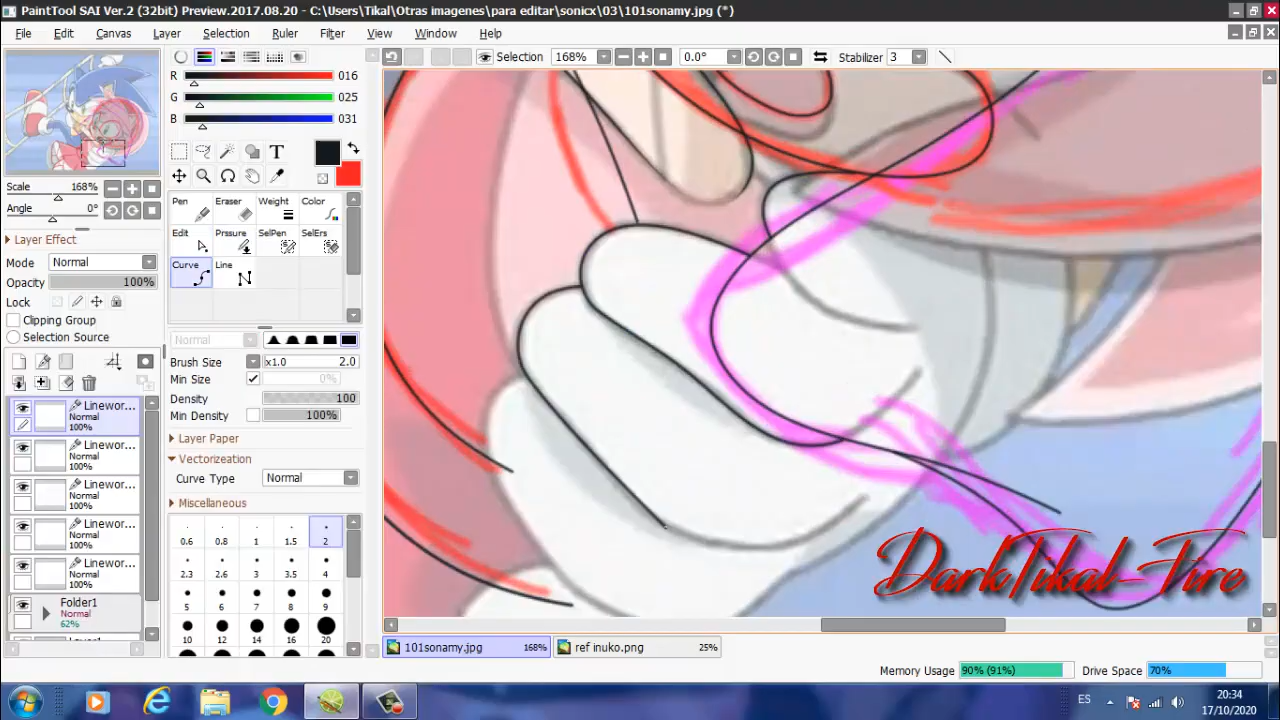 PaintTool SAI Ver.2 (32bit) Preview.2017.08.20 - C:\Users\Tikal\Otras imagenes\para editar\sonicx\03\101sonamy.jpg (*)
File Edit Canvas Layer Selection Ruler Filter View Window Help
Selection 168% 0.0° Stabilizer 3
R 016
G 025
B 031
T
Scale 168%
Angle 0°
Layer Effect
Mode Normal
Opacity 100%
Lock
Clipping Group
Selection Source
Pen Eraser Weight Color
Edit Prssure SelPen SelErs
Curve Line
Normal
Brush Size x1.0 2.0
Min Size 0%
Density 100
Min Density 100%
Layer Paper
Vectorizeation
Curve Type Normal
Miscellaneous
0.6 0.8 1 1.5 2
2.3 2.6 3 3.5 4
5 6 7 8 9
10 12 14 16 20
Linewor...
Normal
100%
Linewor...
Normal
100%
Linewor...
Normal
100%
Linewor...
Normal
100%
Linewor...
Normal
100%
Folder1
Normal
62%
DarkTikal-Fire
101sonamy.jpg 168% ref inuko.png 25%
Memory Usage 90% (91%) Drive Space 70%
ES 20:34
17/10/2020